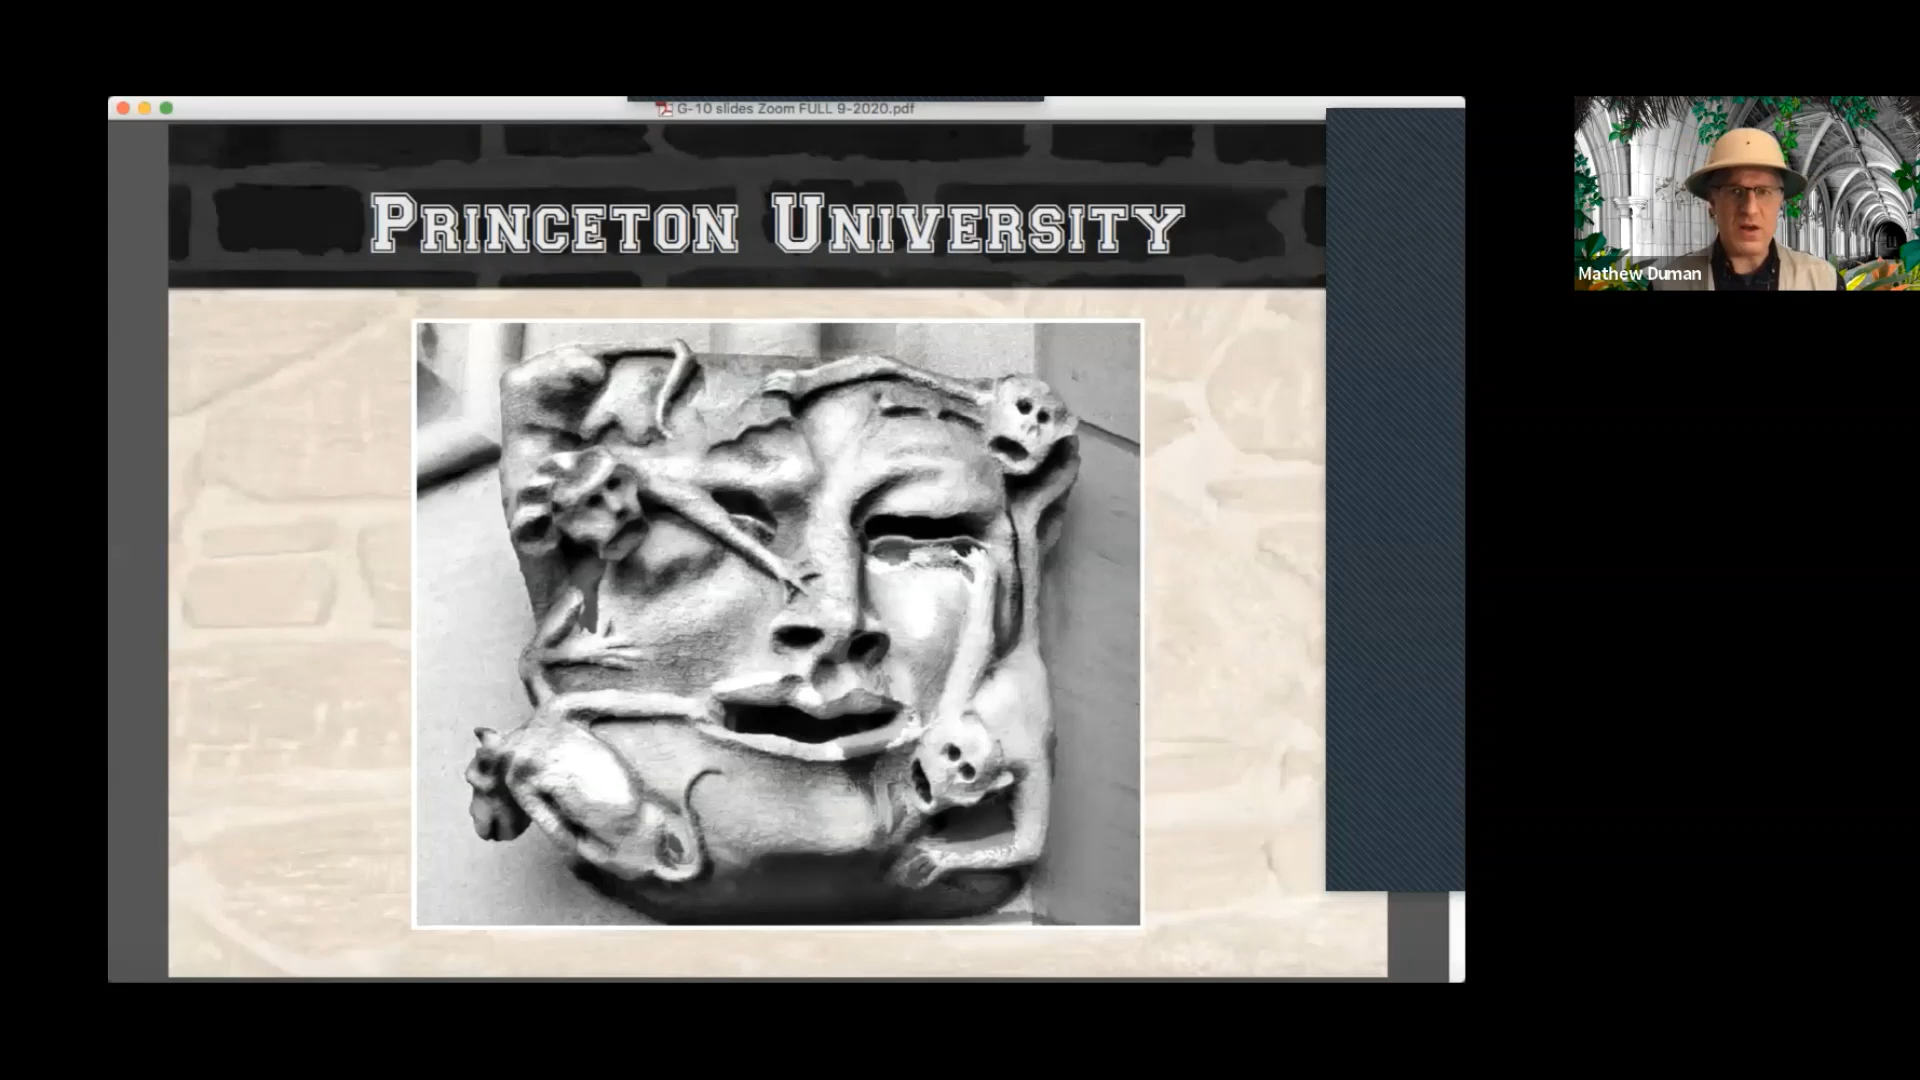 G-10 slides Zoom FULL 9-2020.pdf
PRINCETON UNIVERSITY
Mathew Duman